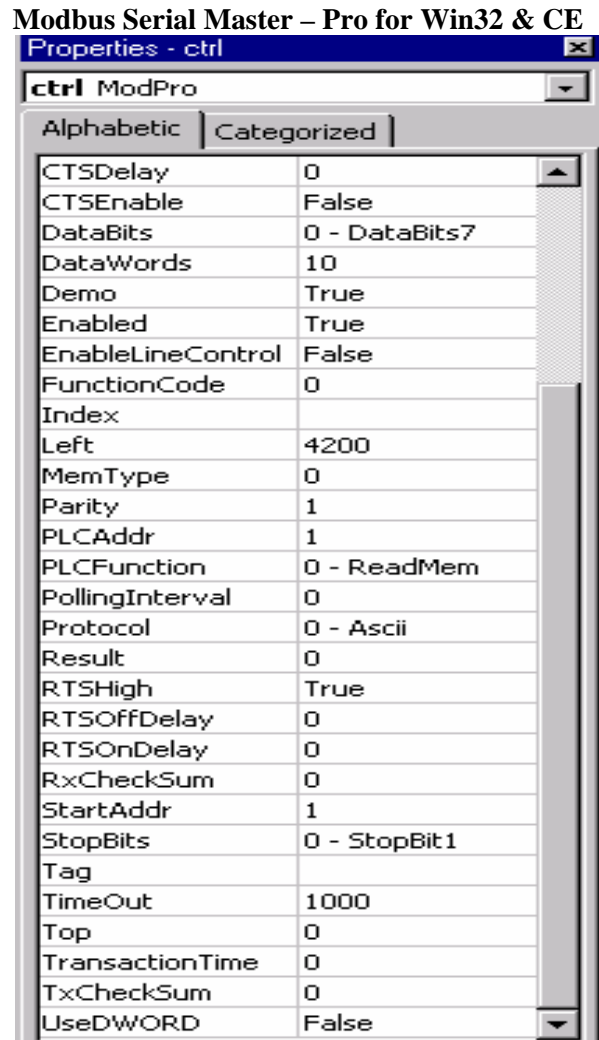 Modbus Serial Master – Pro for Win32 & CE
Properties - ctrl
ctrl ModPro
Alphabetic Categorized
CTSDelay 0
CTSEnable False
DataBits 0 - DataBits7
DataWords 10
Demo True
Enabled True
EnableLineControl False
FunctionCode 0
Index
Left 4200
MemType 0
Parity 1
PLCAddr 1
PLCFunction 0 - ReadMem
PollingInterval 0
Protocol 0 - Ascii
Result 0
RTSHigh True
RTSOffDelay 0
RTSOnDelay 0
RxCheckSum 0
StartAddr 1
StopBits 0 - StopBit1
Tag
TimeOut 1000
Top 0
TransactionTime 0
TxCheckSum 0
UseDWORD False